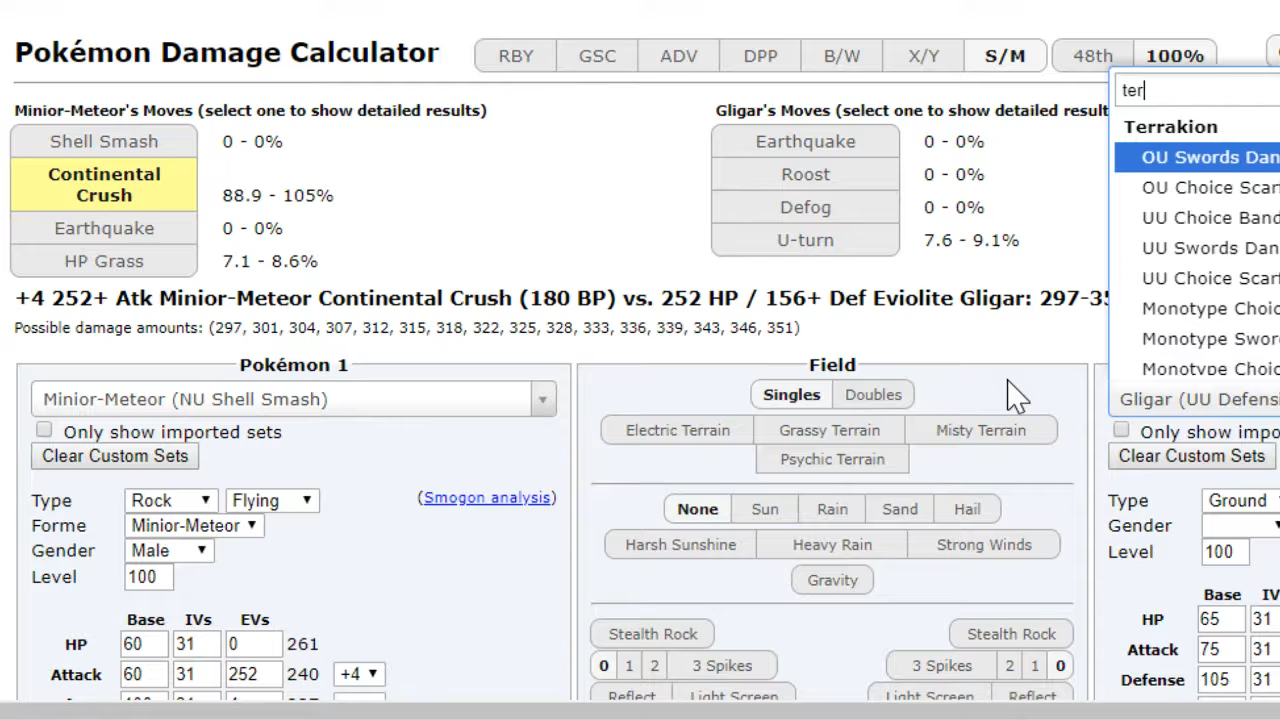 Pokémon Damage Calculator
RBY GSC ADV DPP B/W X/Y S/M 48th 100%
ter
Minior-Meteor's Moves (select one to show detailed results)
Gligar's Moves (select one to show detailed result
Shell Smash 0 - 0%
Continental
Crush 88.9 - 105%
Earthquake 0 - 0%
HP Grass 7.1 - 8.6%
Earthquake 0 - 0%
Roost 0 - 0%
Defog 0 - 0%
U-turn 7.6 - 9.1%
Terrakion
OU Swords Dan
OU Choice Scarf
UU Choice Band
UU Swords Dan
UU Choice Scarf
Monotype Choic
Monotype Swor
Monotype Choic
+4 252+ Atk Minior-Meteor Continental Crush (180 BP) vs. 252 HP / 156+ Def Eviolite Gligar: 297-35
Possible damage amounts: (297, 301, 304, 307, 312, 315, 318, 322, 325, 328, 333, 336, 339, 343, 346, 351)
Pokémon 1
Minior-Meteor (NU Shell Smash)
Only show imported sets
Clear Custom Sets
Type Rock Flying (Smogon analysis)
Forme Minior-Meteor
Gender Male
Level 100
Base IVs EVs
HP 60 31 0 261
Attack 60 31 252 240 +4
Field
Singles Doubles
Electric Terrain Grassy Terrain Misty Terrain
Psychic Terrain
None Sun Rain Sand Hail
Harsh Sunshine Heavy Rain Strong Winds
Gravity
Stealth Rock Stealth Rock
0 1 2 3 Spikes 3 Spikes 2 1 0
Reflect Light Screen Light Screen Reflect
Gligar (UU Defensi
Only show impo
Clear Custom Sets
Type Ground
Gender
Level 100
Base IV
HP 65 31
Attack 75 31
Defense 105 31